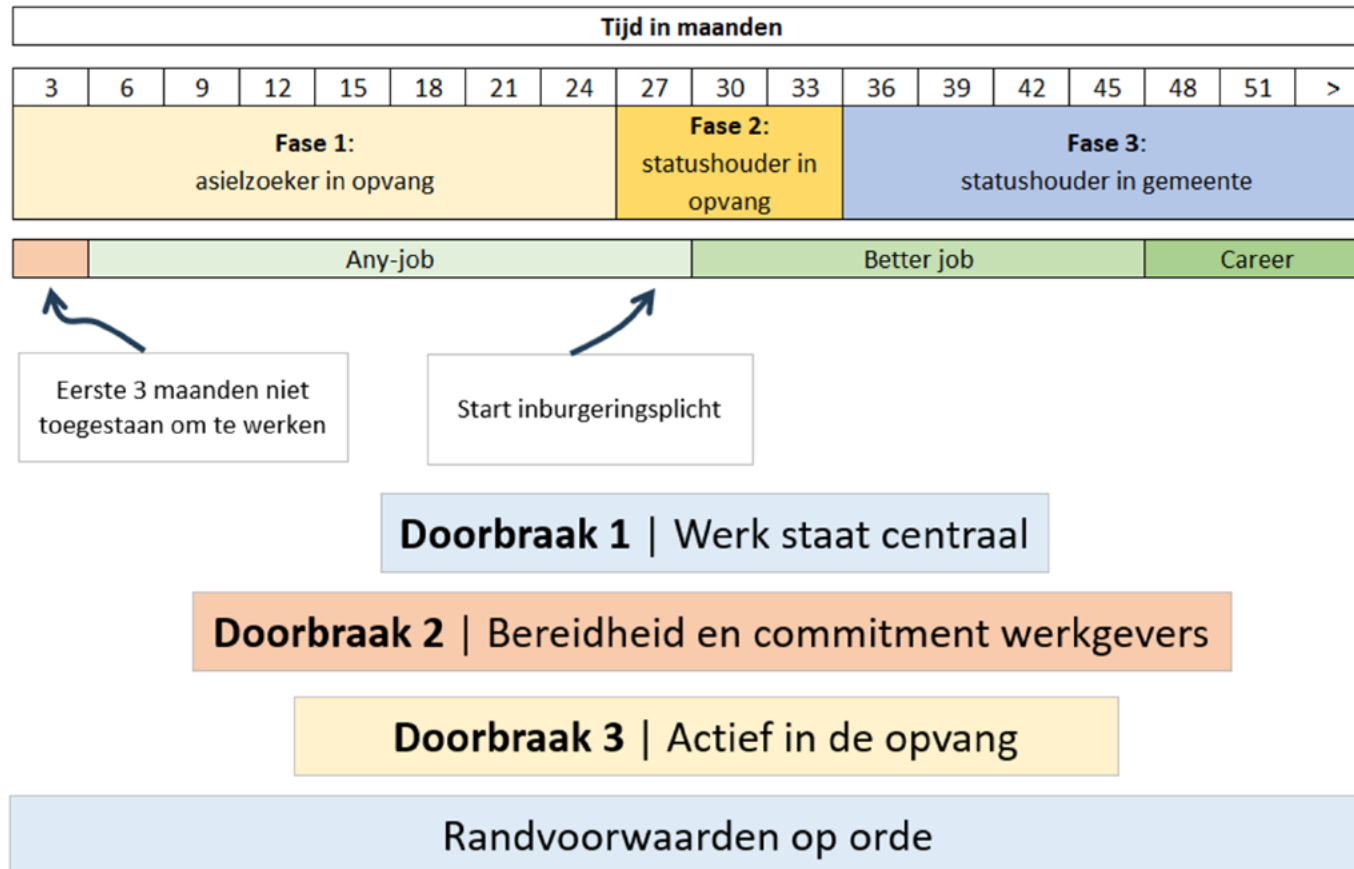 Tijd in maanden
3 6 9 12 15 18 21 24 27 30 33 36 39 42 45 48 51 >
Fase 1:
asielzoeker in opvang
Fase 2:
statushouder in
opvang
Fase 3:
statushouder in gemeente
Any-job
Better job
Career
Eerste 3 maanden niet
toegestaan om te werken
Start inburgeringsplicht
Doorbraak 1 | Werk staat centraal
Doorbraak 2 | Bereidheid en commitment werkgevers
Doorbraak 3 | Actief in de opvang
Randvoorwaarden op orde